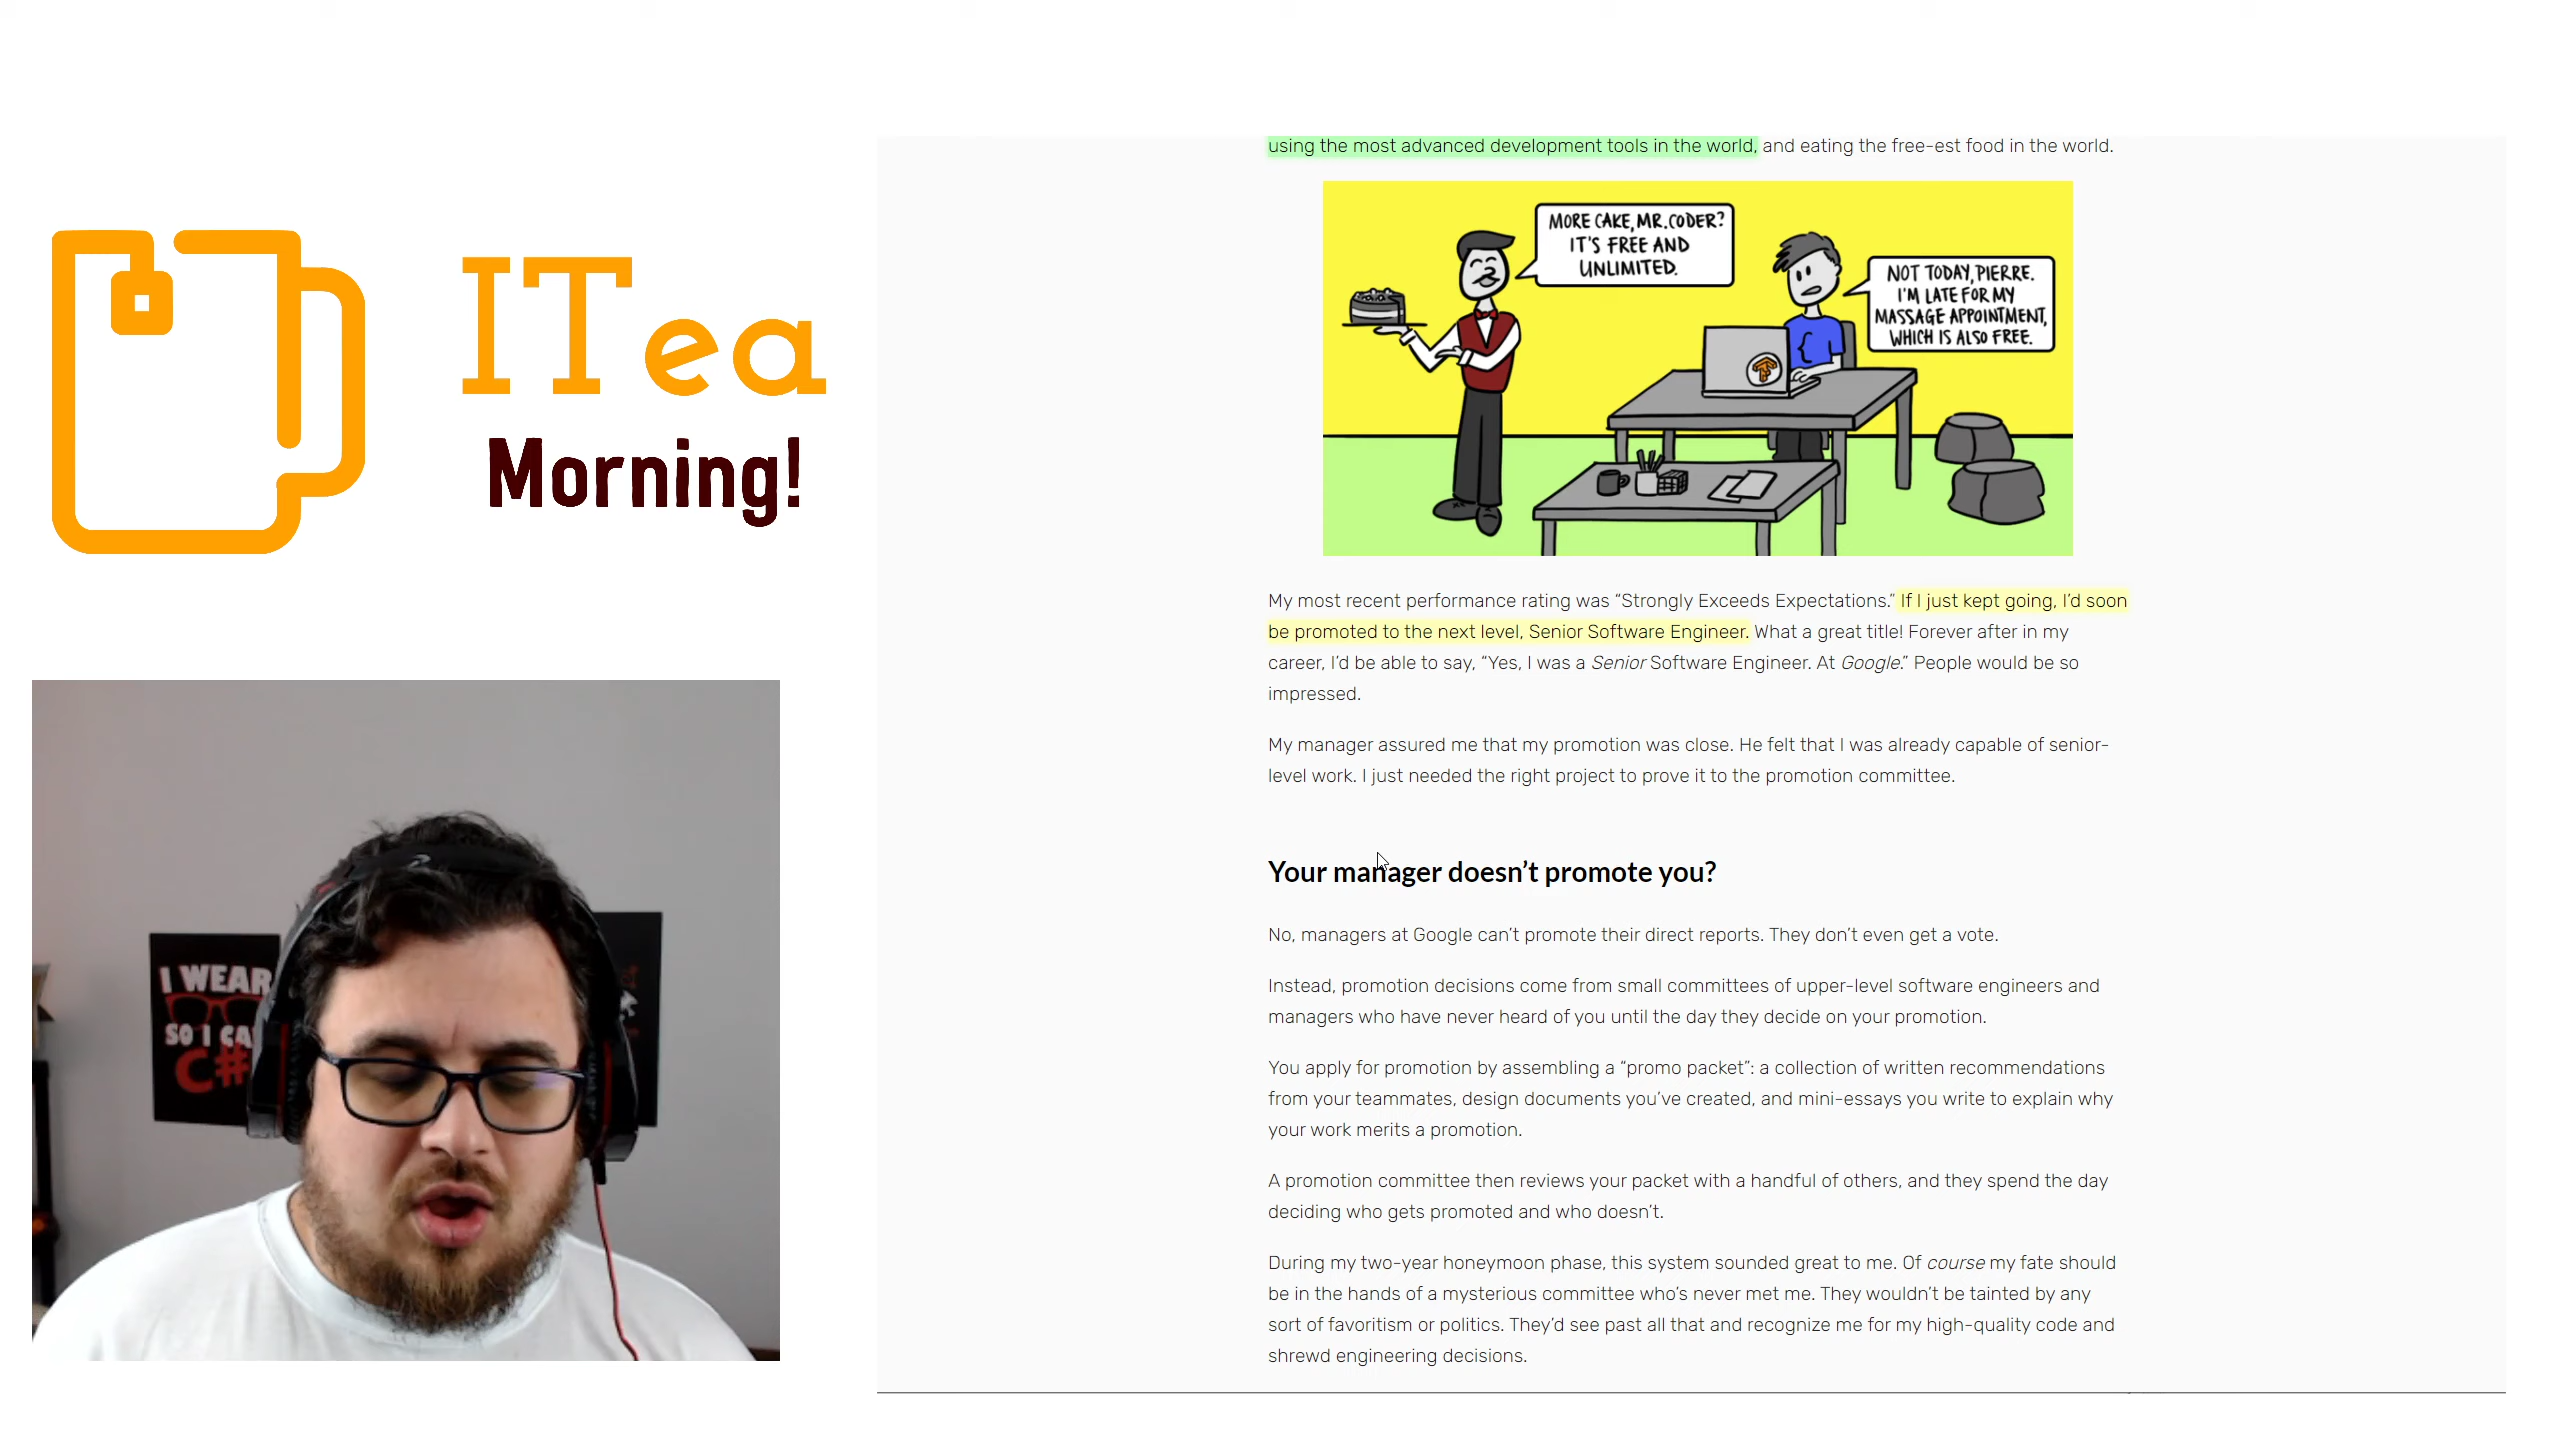 ITea
Morning!
I WEAR
SO I CA
C#
using the most advanced development tools in the world, and eating the free-est food in the world.
MORE CAKE, MR. CODER?
IT'S FREE AND
UNLIMITED.
NOT TODAY, PIERRE.
I'M LATE FOR MY
MASSAGE APPOINTMENT,
WHICH IS ALSO FREE.
My most recent performance rating was “Strongly Exceeds Expectations.” If I just kept going, I’d soon
be promoted to the next level, Senior Software Engineer. What a great title! Forever after in my
career, I’d be able to say, “Yes, I was a Senior Software Engineer. At Google.” People would be so
impressed.
My manager assured me that my promotion was close. He felt that I was already capable of senior-
level work. I just needed the right project to prove it to the promotion committee.
Your manager doesn’t promote you?
No, managers at Google can’t promote their direct reports. They don’t even get a vote.
Instead, promotion decisions come from small committees of upper-level software engineers and
managers who have never heard of you until the day they decide on your promotion.
You apply for promotion by assembling a “promo packet”: a collection of written recommendations
from your teammates, design documents you’ve created, and mini-essays you write to explain why
your work merits a promotion.
A promotion committee then reviews your packet with a handful of others, and they spend the day
deciding who gets promoted and who doesn’t.
During my two-year honeymoon phase, this system sounded great to me. Of course my fate should
be in the hands of a mysterious committee who’s never met me. They wouldn’t be tainted by any
sort of favoritism or politics. They’d see past all that and recognize me for my high-quality code and
shrewd engineering decisions.